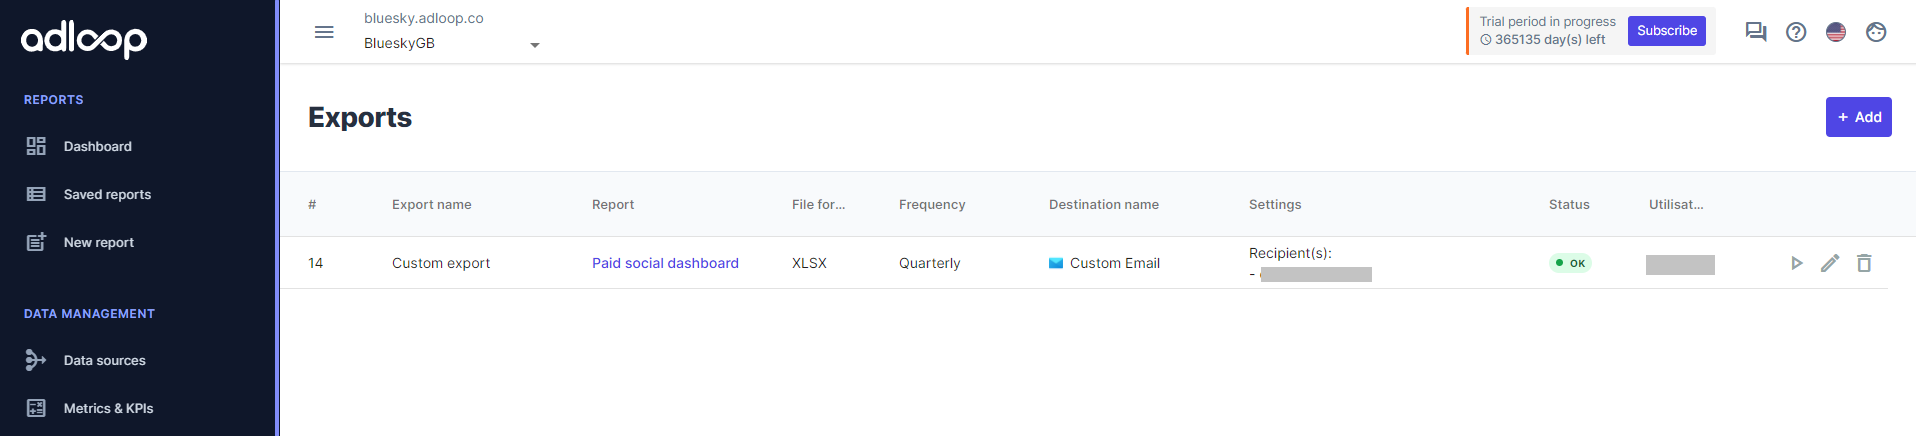 adloop
REPORTS
Dashboard
Saved reports
New report
DATA MANAGEMENT
Data sources
Metrics & KPIs
bluesky.adloop.co
BlueskyGB
Trial period in progress
365135 day(s) left
Subscribe
Exports
+ Add
# Export name Report File for... Frequency Destination name Settings Status Utilisat...
14 Custom export Paid social dashboard XLSX Quarterly Custom Email Recipient(s): OK
-